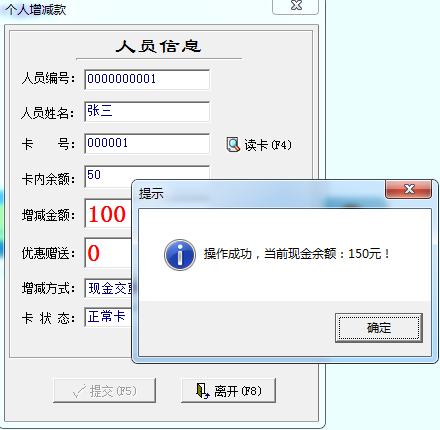 个人增减款
人员信息
人员编号： 0000000001
人员姓名： 张三
卡 号： 000001 读卡(F4)
卡内余额： 50
增减金额： 100
优惠赠送： 0
增减方式： 现金交
卡 状 态： 正常卡
提示
操作成功，当前现金余额：150元！
确定
提交(F5) 离开(F8)